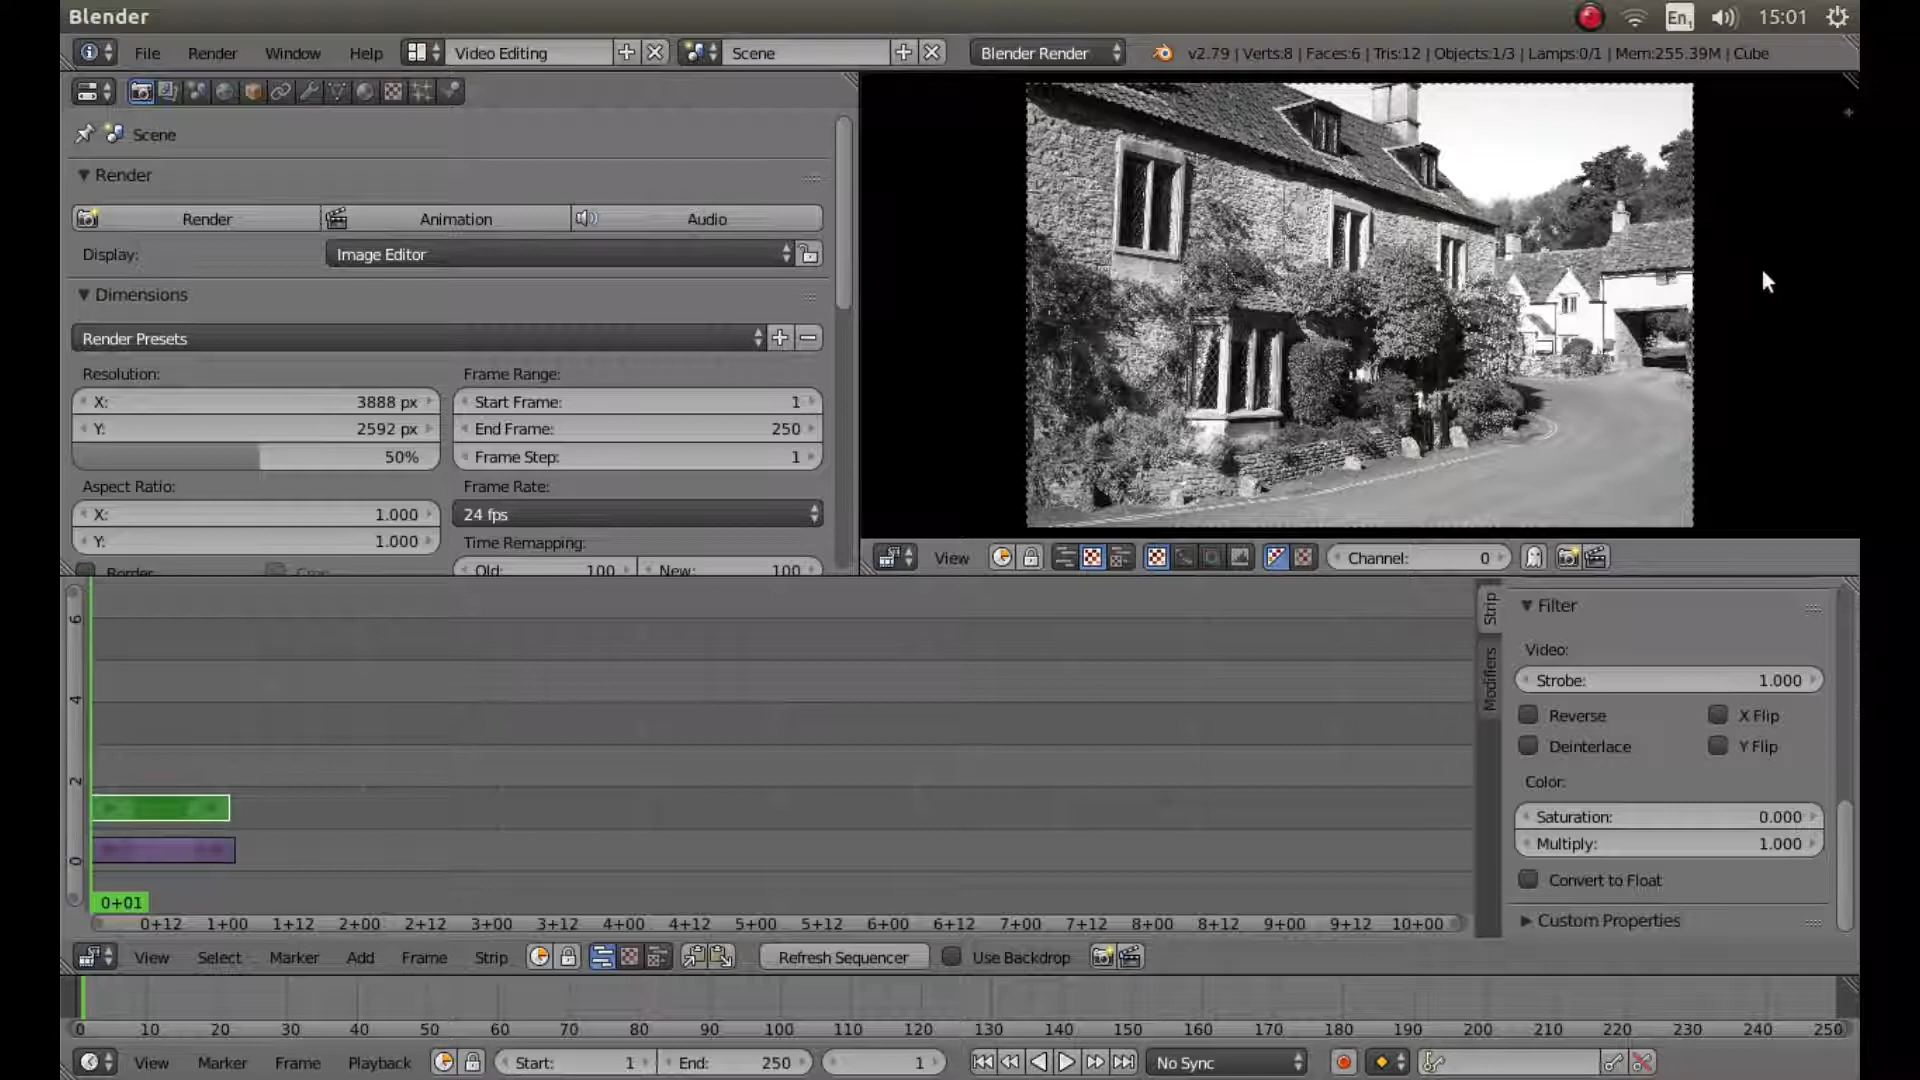 Blender
En1 15:01
File Render Window Help Video Editing Scene Blender Render v2.79 | Verts:8 | Faces:6 | Tris:12 | Objects:1/3 | Lamps:0/1 | Mem:255.39M | Cube
Scene
Render
Render Animation Audio
Display: Image Editor
Dimensions
Render Presets
Resolution: Frame Range:
X: 3888 px Start Frame: 1
Y: 2592 px End Frame: 250
50% Frame Step: 1
Aspect Ratio: Frame Rate:
X: 1.000 24 fps
Y: 1.000 Time Remapping:
Border Crop Old: 100 New: 100
View Channel: 0
6
4
2
0
0+01
0+12 1+00 1+12 2+00 2+12 3+00 3+12 4+00 4+12 5+00 5+12 6+00 6+12 7+00 7+12 8+00 8+12 9+00 9+12 10+00
Strip
Modifiers
Filter
Video:
Strobe: 1.000
Reverse X Flip
Deinterlace Y Flip
Color:
Saturation: 0.000
Multiply: 1.000
Convert to Float
Custom Properties
View Select Marker Add Frame Strip Refresh Sequencer Use Backdrop
0 10 20 30 40 50 60 70 80 90 100 110 120 130 140 150 160 170 180 190 200 210 220 230 240 250
View Marker Frame Playback Start: 1 End: 250 1 No Sync